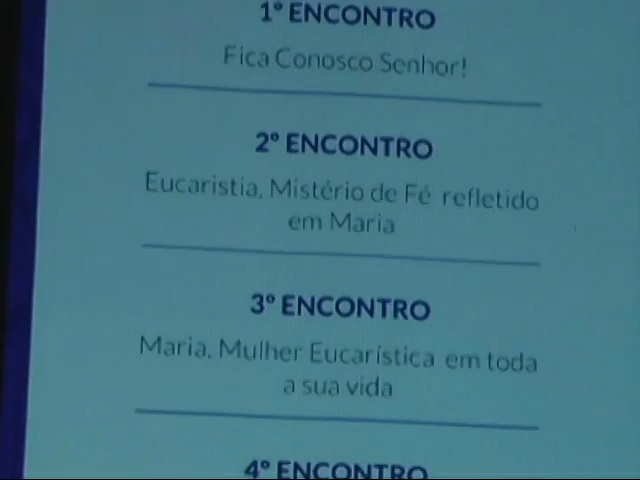 1º ENCONTRO
Fica Conosco Senhor!
2º ENCONTRO
Eucaristia, Mistério de Fé refletido
em Maria
3º ENCONTRO
Maria, Mulher Eucarística em toda
a sua vida
4º ENCONTRO